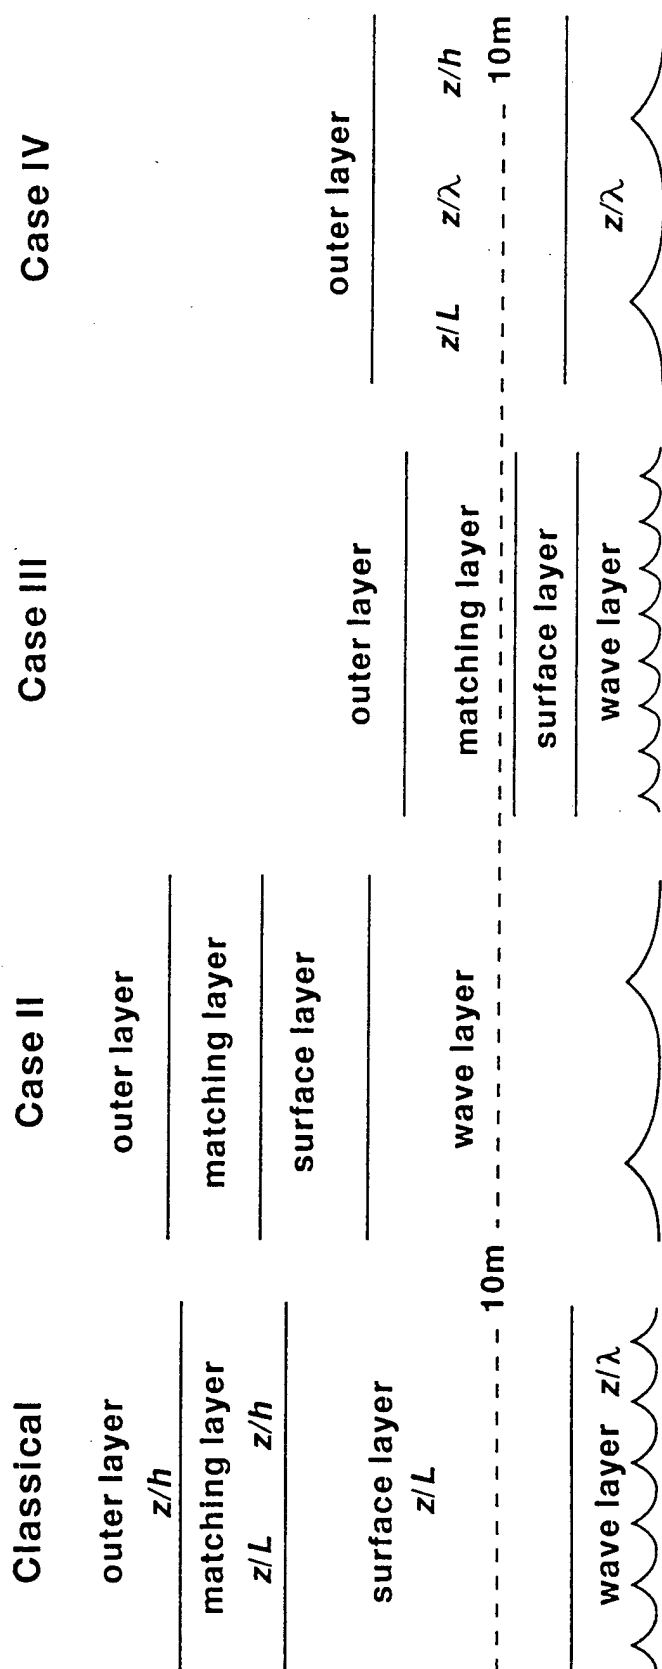 Classical
outer layer
z/h
matching layer
z/L z/h
surface layer
z/L
10m
wave layer z/λ
Case II
outer layer
matching layer
surface layer
wave layer
Case III
outer layer
matching layer
surface layer
wave layer
Case IV
outer layer
z/L z/λ z/h
10m
z/λ